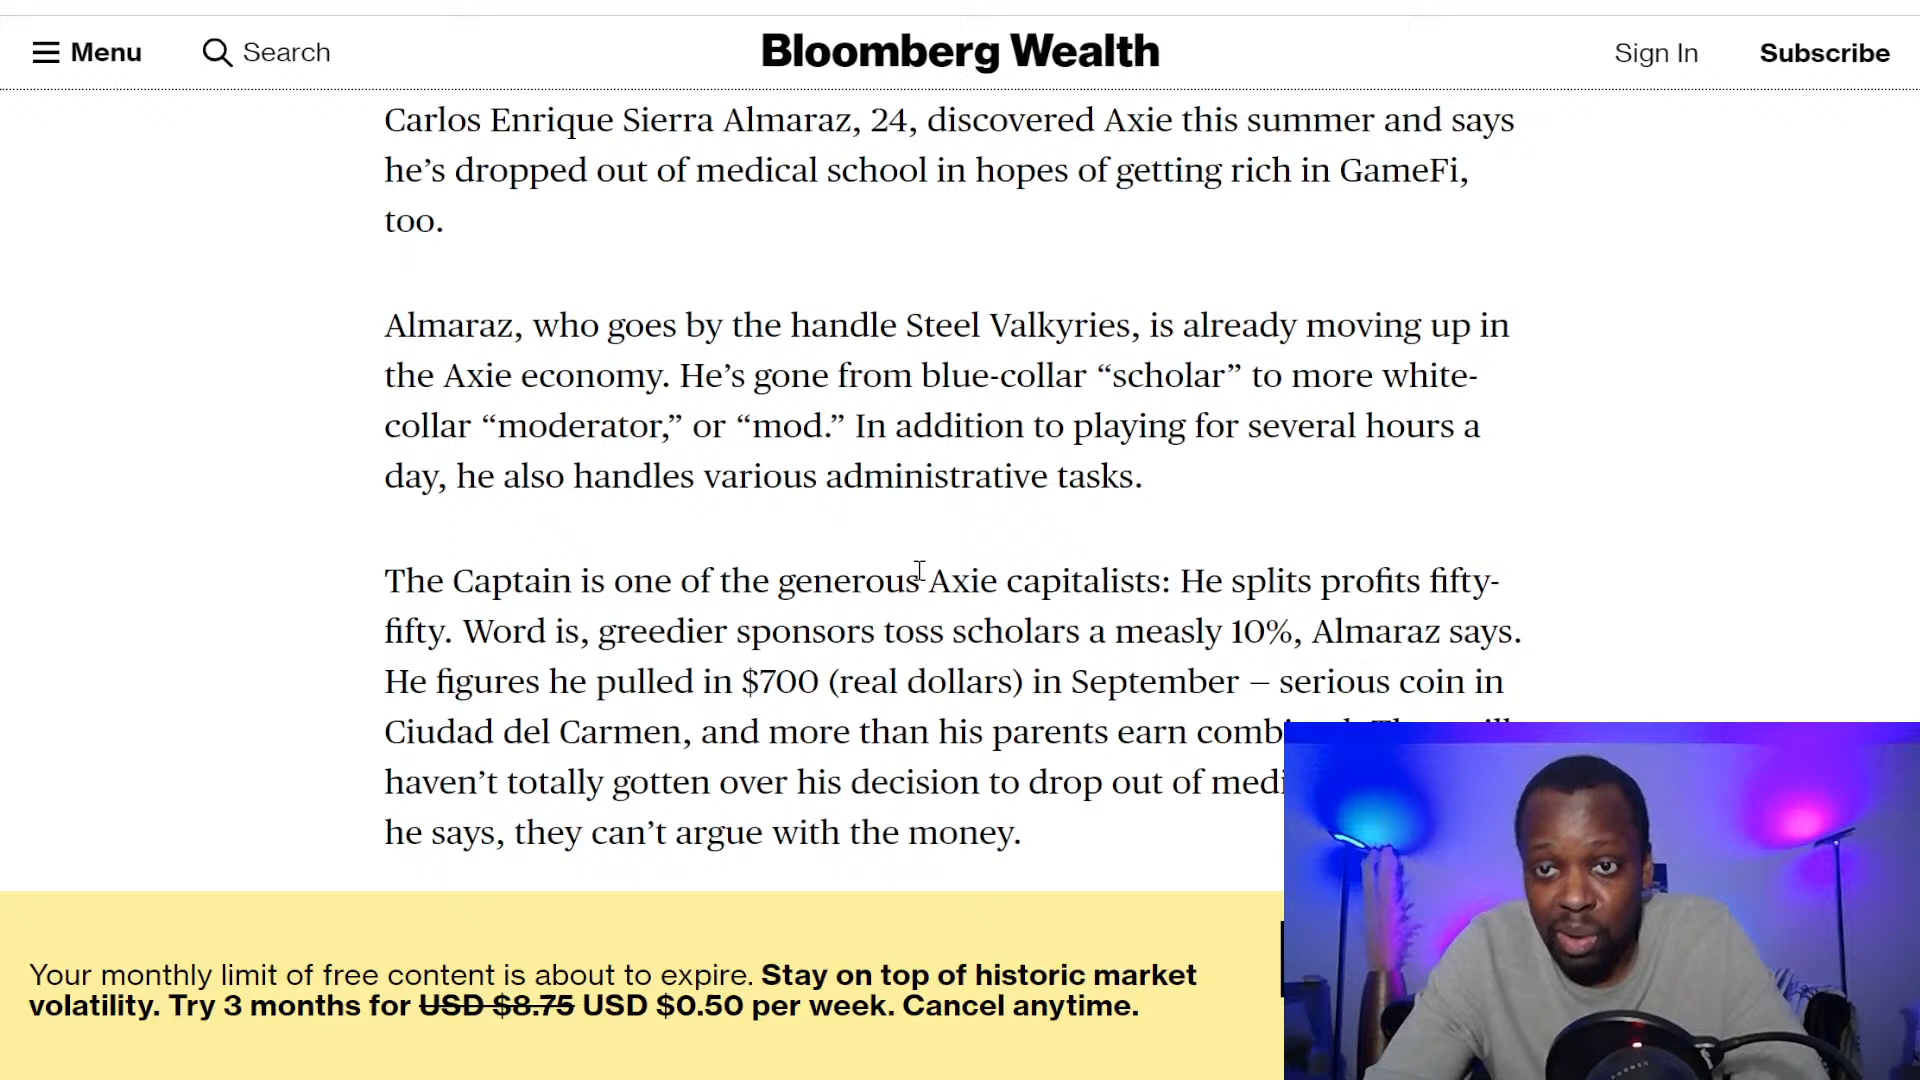 Menu
Search
Bloomberg Wealth
Sign In
Subscribe
Carlos Enrique Sierra Almaraz, 24, discovered Axie this summer and says
he’s dropped out of medical school in hopes of getting rich in GameFi,
too.
Almaraz, who goes by the handle Steel Valkyries, is already moving up in
the Axie economy. He’s gone from blue-collar “scholar” to more white-
collar “moderator,” or “mod.” In addition to playing for several hours a
day, he also handles various administrative tasks.
The Captain is one of the generous Axie capitalists: He splits profits fifty-
fifty. Word is, greedier sponsors toss scholars a measly 10%, Almaraz says.
He figures he pulled in $700 (real dollars) in September — serious coin in
Ciudad del Carmen, and more than his parents earn
haven’t totally gotten over his decision to drop out of
he says, they can’t argue with the money.
Your monthly limit of free content is about to expire. Stay on top of historic market
volatility. Try 3 months for USD $8.75 USD $0.50 per week. Cancel anytime.